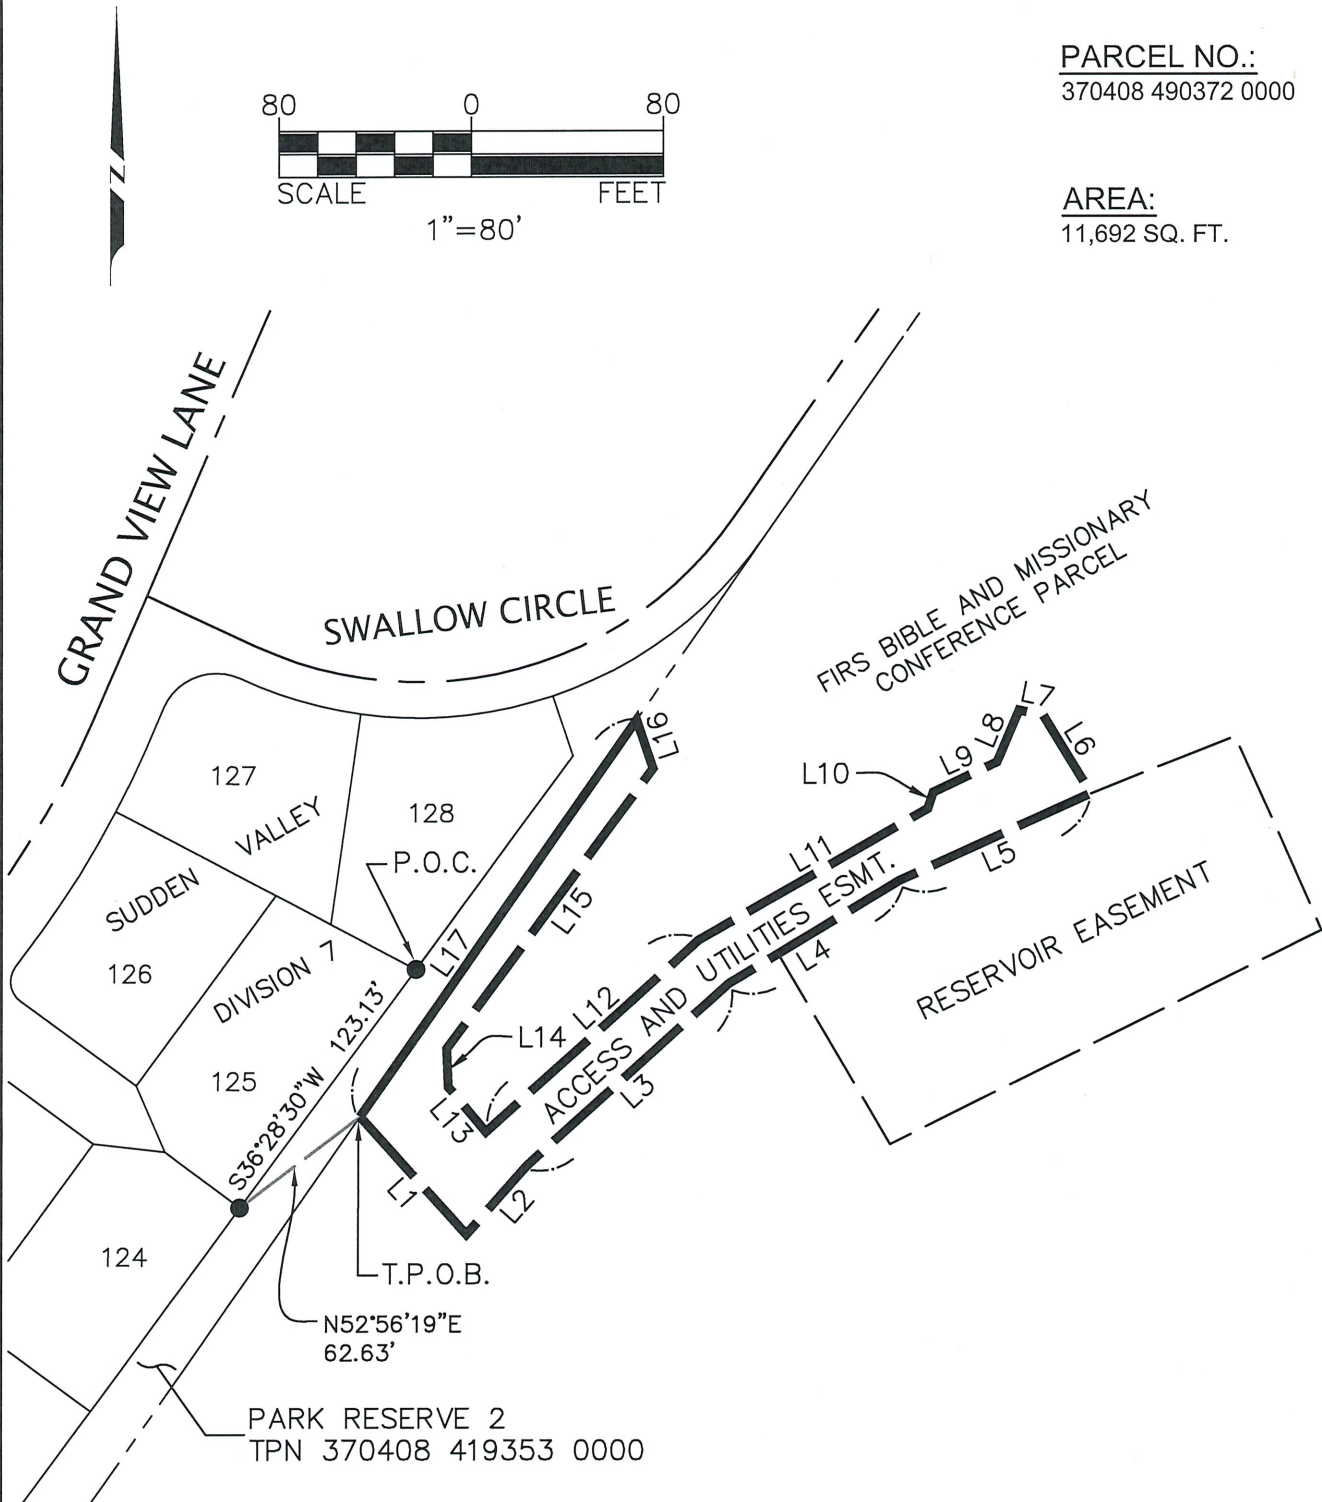 PARCEL NO.:
370408 490372 0000
AREA:
11,692 SQ. FT.
N
80 0 80
SCALE FEET
1"=80'
GRAND VIEW LANE
SWALLOW CIRCLE
FIRS BIBLE AND MISSIONARY
CONFERENCE PARCEL
127
128
SUDDEN VALLEY
DIVISION 7
126
125
124
P.O.C.
S36°28'30"W 123.13'
L17
L16
L15
L14
L13
L12
L11
L10
L9
L8
L7
L6
L5
L4
L3
L2
L1
ACCESS AND UTILITIES ESMT.
RESERVOIR EASEMENT
T.P.O.B.
N52°56'19"E
62.63'
PARK RESERVE 2
TPN 370408 419353 0000